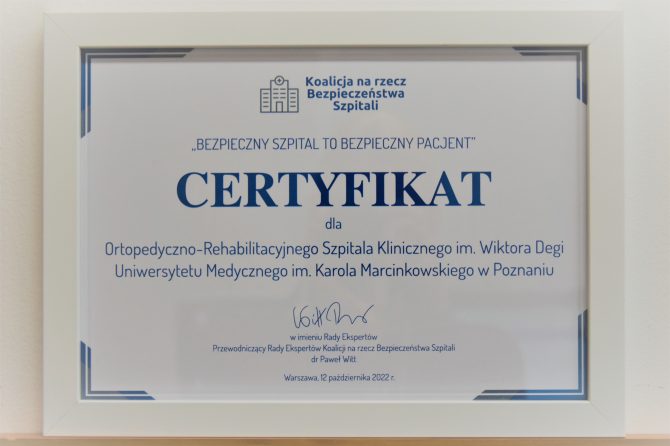 Koalicja na rzecz
Bezpieczeństwa
Szpitali
„BEZPIECZNY SZPITAL TO BEZPIECZNY PACJENT”
CERTYFIKAT
dla
Ortopedyczno-Rehabilitacyjnego Szpitala Klinicznego im. Wiktora Degi
Uniwersytetu Medycznego im. Karola Marcinkowskiego w Poznaniu
w imieniu Rady Ekspertów
Przewodniczący Rady Ekspertów Koalicji na rzecz Bezpieczeństwa Szpitali
dr Paweł Witt
Warszawa, 12 października 2022 r.